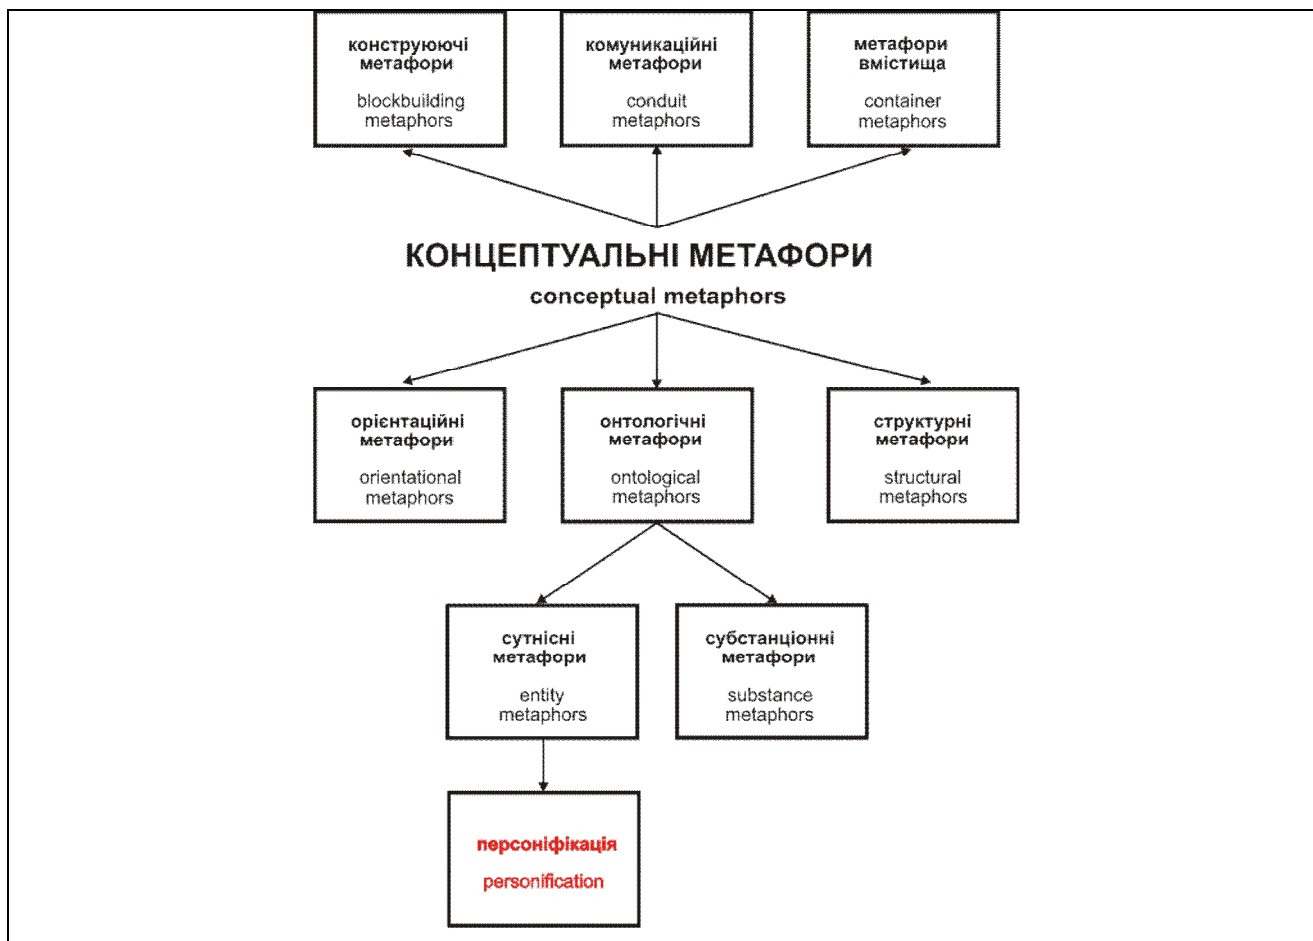 конструюючі
метафори
blockbuilding
metaphors
комуникаційні
метафори
conduit
metaphors
метафори
вмістища
container
metaphors
КОНЦЕПТУАЛЬНІ МЕТАФОРИ
conceptual metaphors
орієнтаційні
метафори
orientational
metaphors
онтологічні
метафори
ontological
metaphors
структурні
метафори
structural
metaphors
сутнісні
метафори
entity
metaphors
субстанціонні
метафори
substance
metaphors
персоніфікація
personification